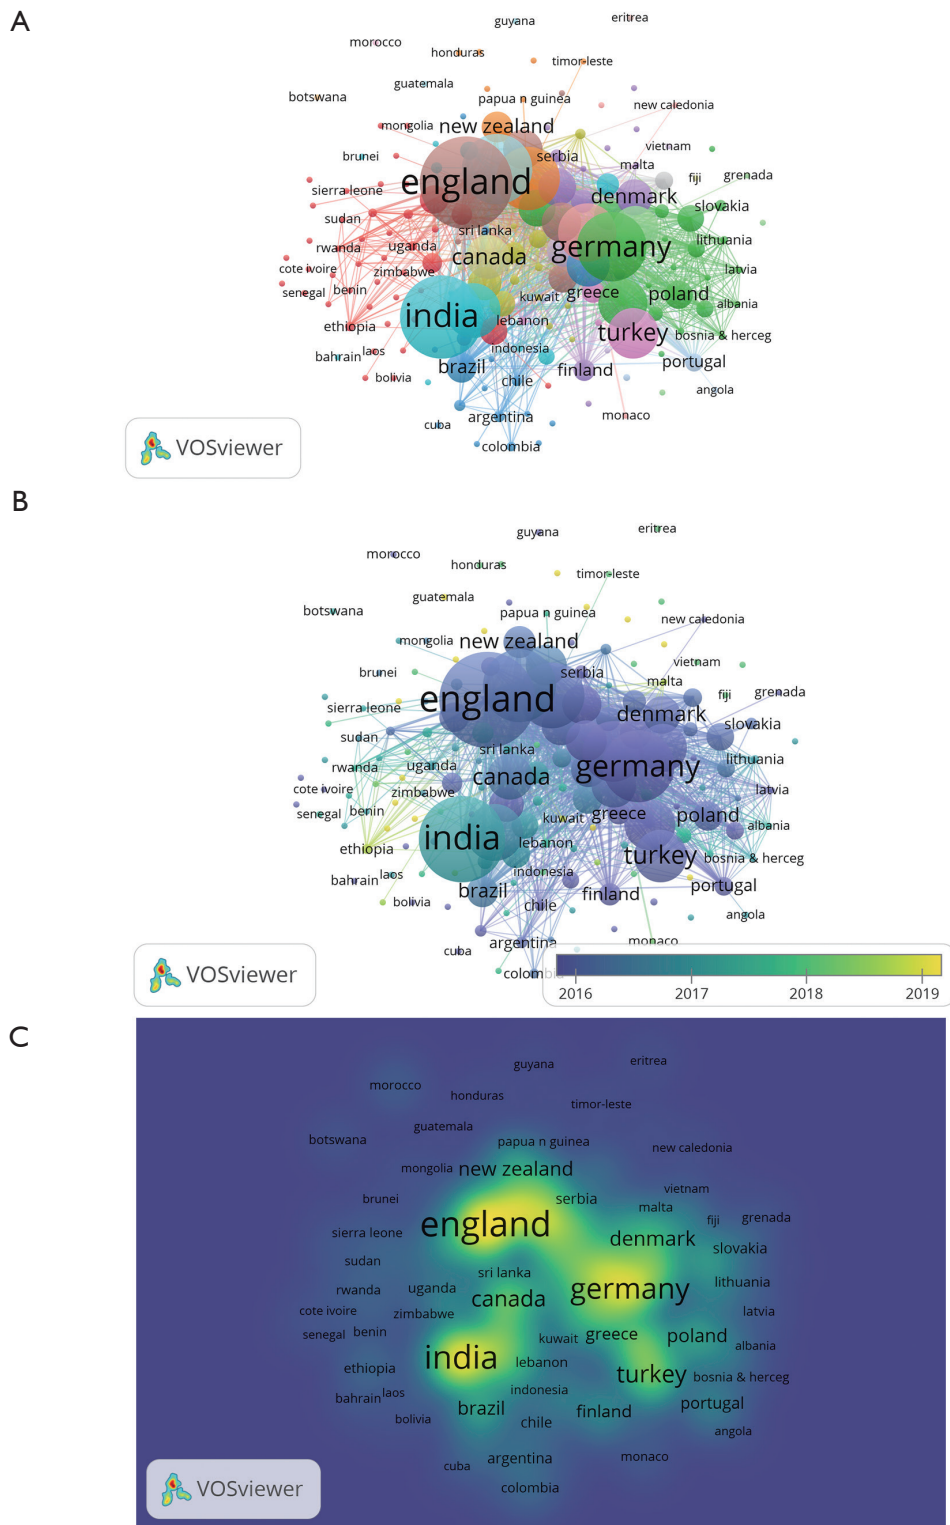 A
guyana
eritrea
morocco
honduras
timor-leste
guatemala
botswana
papua n guinea
new caledonia
mongolia
new zealand
vietnam
brunei
serbia
malta
fiji
grenada
england
sierra leone
denmark
slovakia
sudan
sri lanka
lithuania
rwanda
uganda
canada
germany
cote ivoire
zimbabwe
latvia
senegal
benin
kuwait
greece
poland
albania
india
lebanon
ethiopia
turkey
bosnia & herceg
bahrain
laos
indonesia
brazil
finland
portugal
bolivia
chile
angola
cuba
argentina
monaco
colombia
VOSviewer
B
guyana
eritrea
morocco
honduras
timor-leste
guatemala
botswana
papua n guinea
new caledonia
mongolia
new zealand
vietnam
brunei
serbia
malta
fiji
grenada
england
sierra leone
denmark
slovakia
sudan
sri lanka
lithuania
rwanda
uganda
canada
germany
cote ivoire
zimbabwe
latvia
senegal
benin
kuwait
greece
poland
albania
india
lebanon
ethiopia
turkey
bosnia & herceg
bahrain
laos
indonesia
brazil
finland
portugal
bolivia
chile
angola
cuba
argentina
monaco
colombia
VOSviewer
2016 2017 2018 2019
C
guyana
eritrea
morocco
honduras
timor-leste
guatemala
botswana
papua n guinea
new caledonia
mongolia
new zealand
vietnam
brunei
serbia
malta
fiji
grenada
england
sierra leone
denmark
slovakia
sudan
sri lanka
lithuania
rwanda
uganda
canada
germany
cote ivoire
zimbabwe
latvia
senegal
benin
kuwait
greece
poland
albania
india
lebanon
ethiopia
turkey
bosnia & herceg
bahrain
laos
indonesia
brazil
finland
portugal
bolivia
chile
angola
cuba
argentina
monaco
colombia
VOSviewer